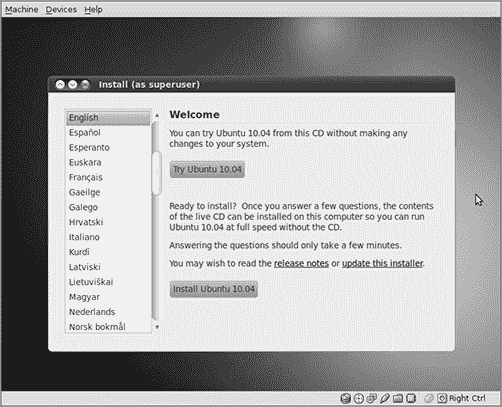 Machine Devices Help
Install (as superuser)
English
Español
Esperanto
Euskara
Français
Gaeilge
Galego
Hrvatski
Italiano
Kurdî
Latviski
Lietuviškai
Magyar
Nederlands
Norsk bokmål
Welcome
You can try Ubuntu 10.04 from this CD without making any
changes to your system.
Try Ubuntu 10.04
Ready to install? Once you answer a few questions, the contents
of the live CD can be installed on this computer so you can run
Ubuntu 10.04 at full speed without the CD.
Answering the questions should only take a few minutes.
You may wish to read the release notes or update this installer.
Install Ubuntu 10.04
Right Ctrl